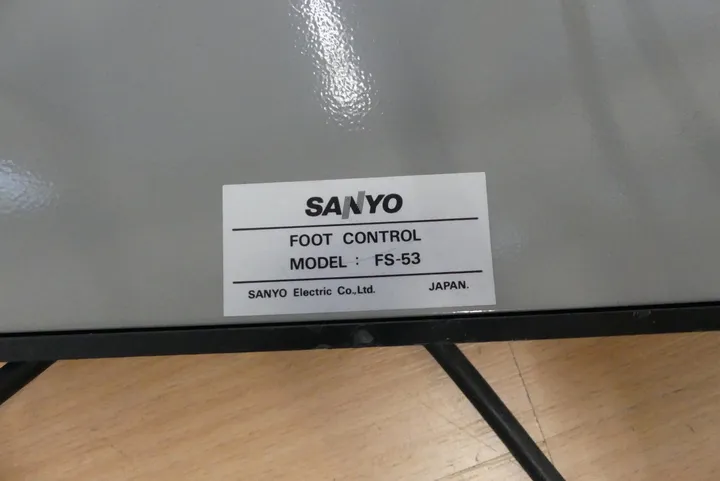 SANYO
FOOT CONTROL
MODEL : FS-53
SANYO Electric Co.,Ltd. JAPAN.